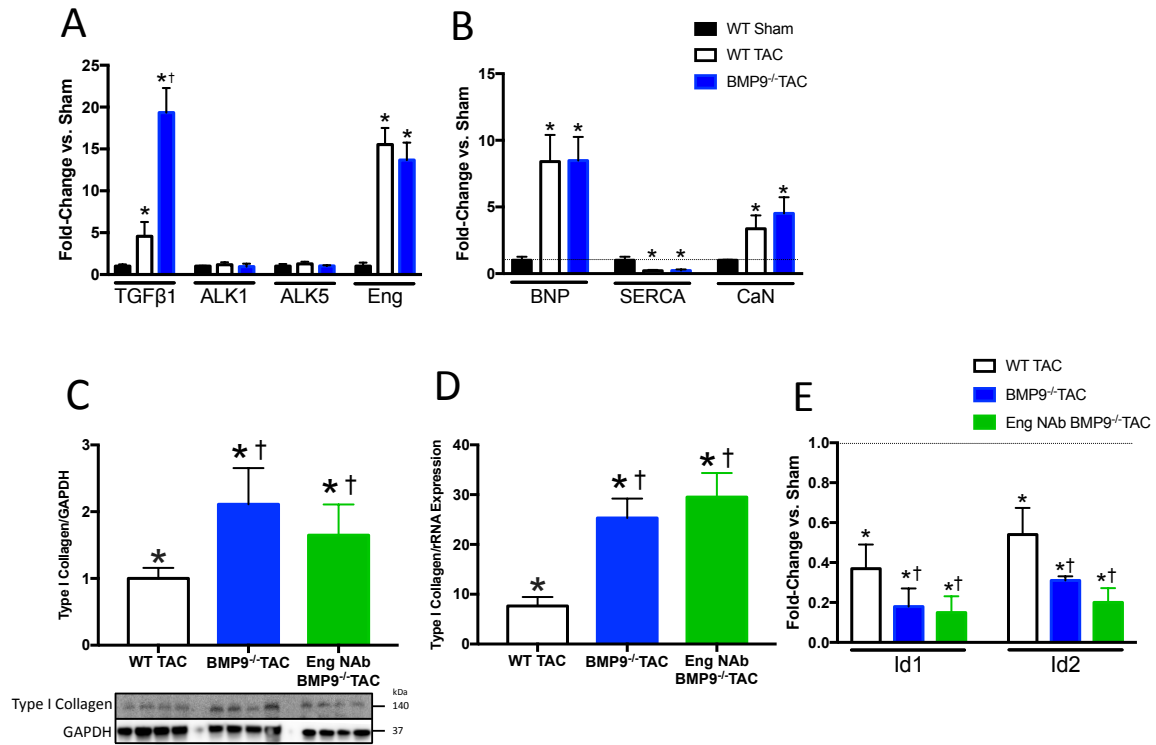 A
Fold-Change vs. Sham
25
20
15
10
5
0
*
*†
*
*
TGFβ1 ALK1 ALK5 Eng
B
WT Sham
WT TAC
BMP9-/-TAC
Fold-Change vs. Sham
15
10
5
0
* *
* *
* *
BNP SERCA CaN
C
Type I Collagen/GAPDH
3
2
1
0
*
* †
* †
WT TAC BMP9-/-TAC Eng NAb
BMP9-/-TAC
kDa
Type I Collagen 140
GAPDH 37
D
Type I Collagen/rRNA Expression
40
30
20
10
0
*
* †
* †
WT TAC BMP9-/-TAC Eng NAb
BMP9-/-TAC
WT TAC
BMP9-/-TAC
Eng NAb BMP9-/-TAC
E
Fold-Change vs. Sham
1.0
0.8
0.6
0.4
0.2
0.0
*
*†
*†
*
*†
*†
Id1 Id2